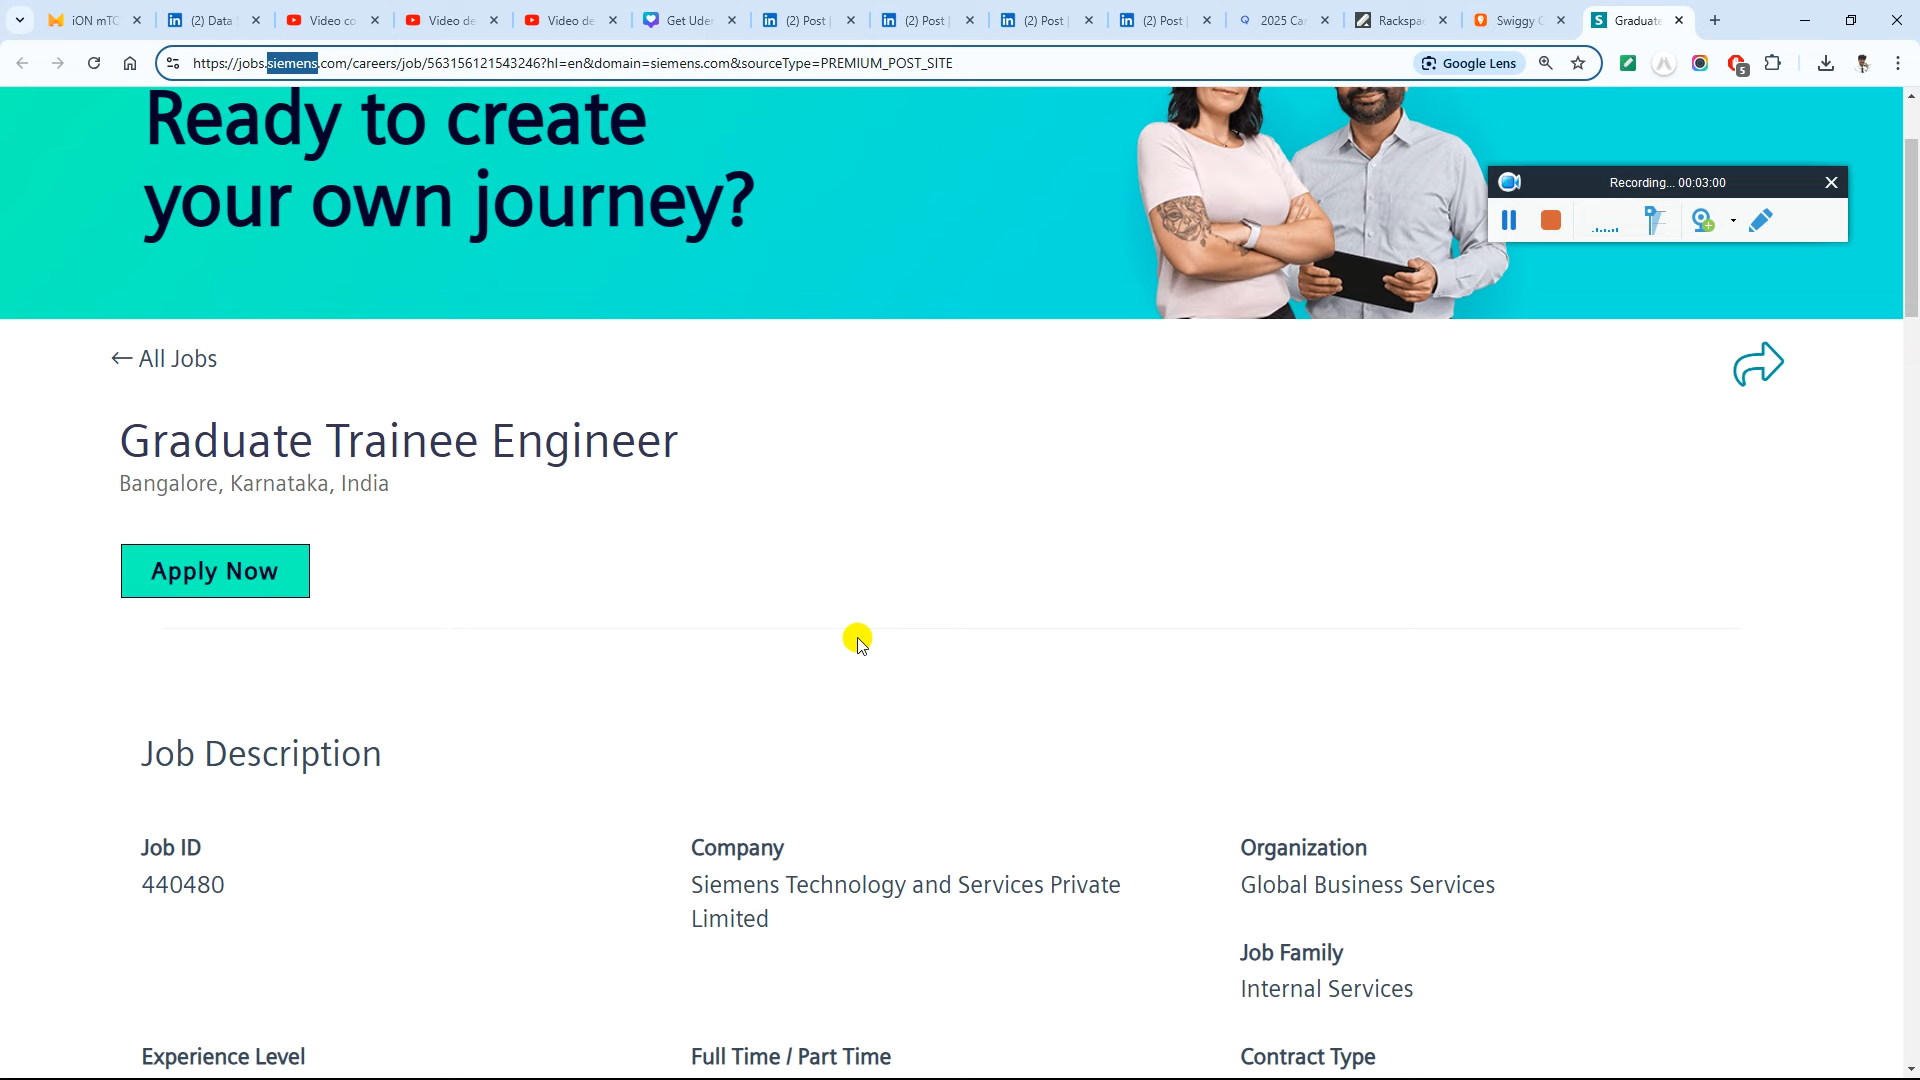 iON mTC
(2) Data
Video co
Video de
Video de
Get Uder
(2) Post
(2) Post
(2) Post
(2) Post
2025 Car
Rackspac
Swiggy C
Graduate
https://jobs.siemens.com/careers/job/563156121543246?hl=en&domain=siemens.com&sourceType=PREMIUM_POST_SITE
Google Lens
5
Ready to create
your own journey?
Recording... 00:03:00
← All Jobs
Graduate Trainee Engineer
Bangalore, Karnataka, India
Apply Now
Job Description
Job ID
440480
Company
Siemens Technology and Services Private
Limited
Organization
Global Business Services
Job Family
Internal Services
Experience Level
Full Time / Part Time
Contract Type